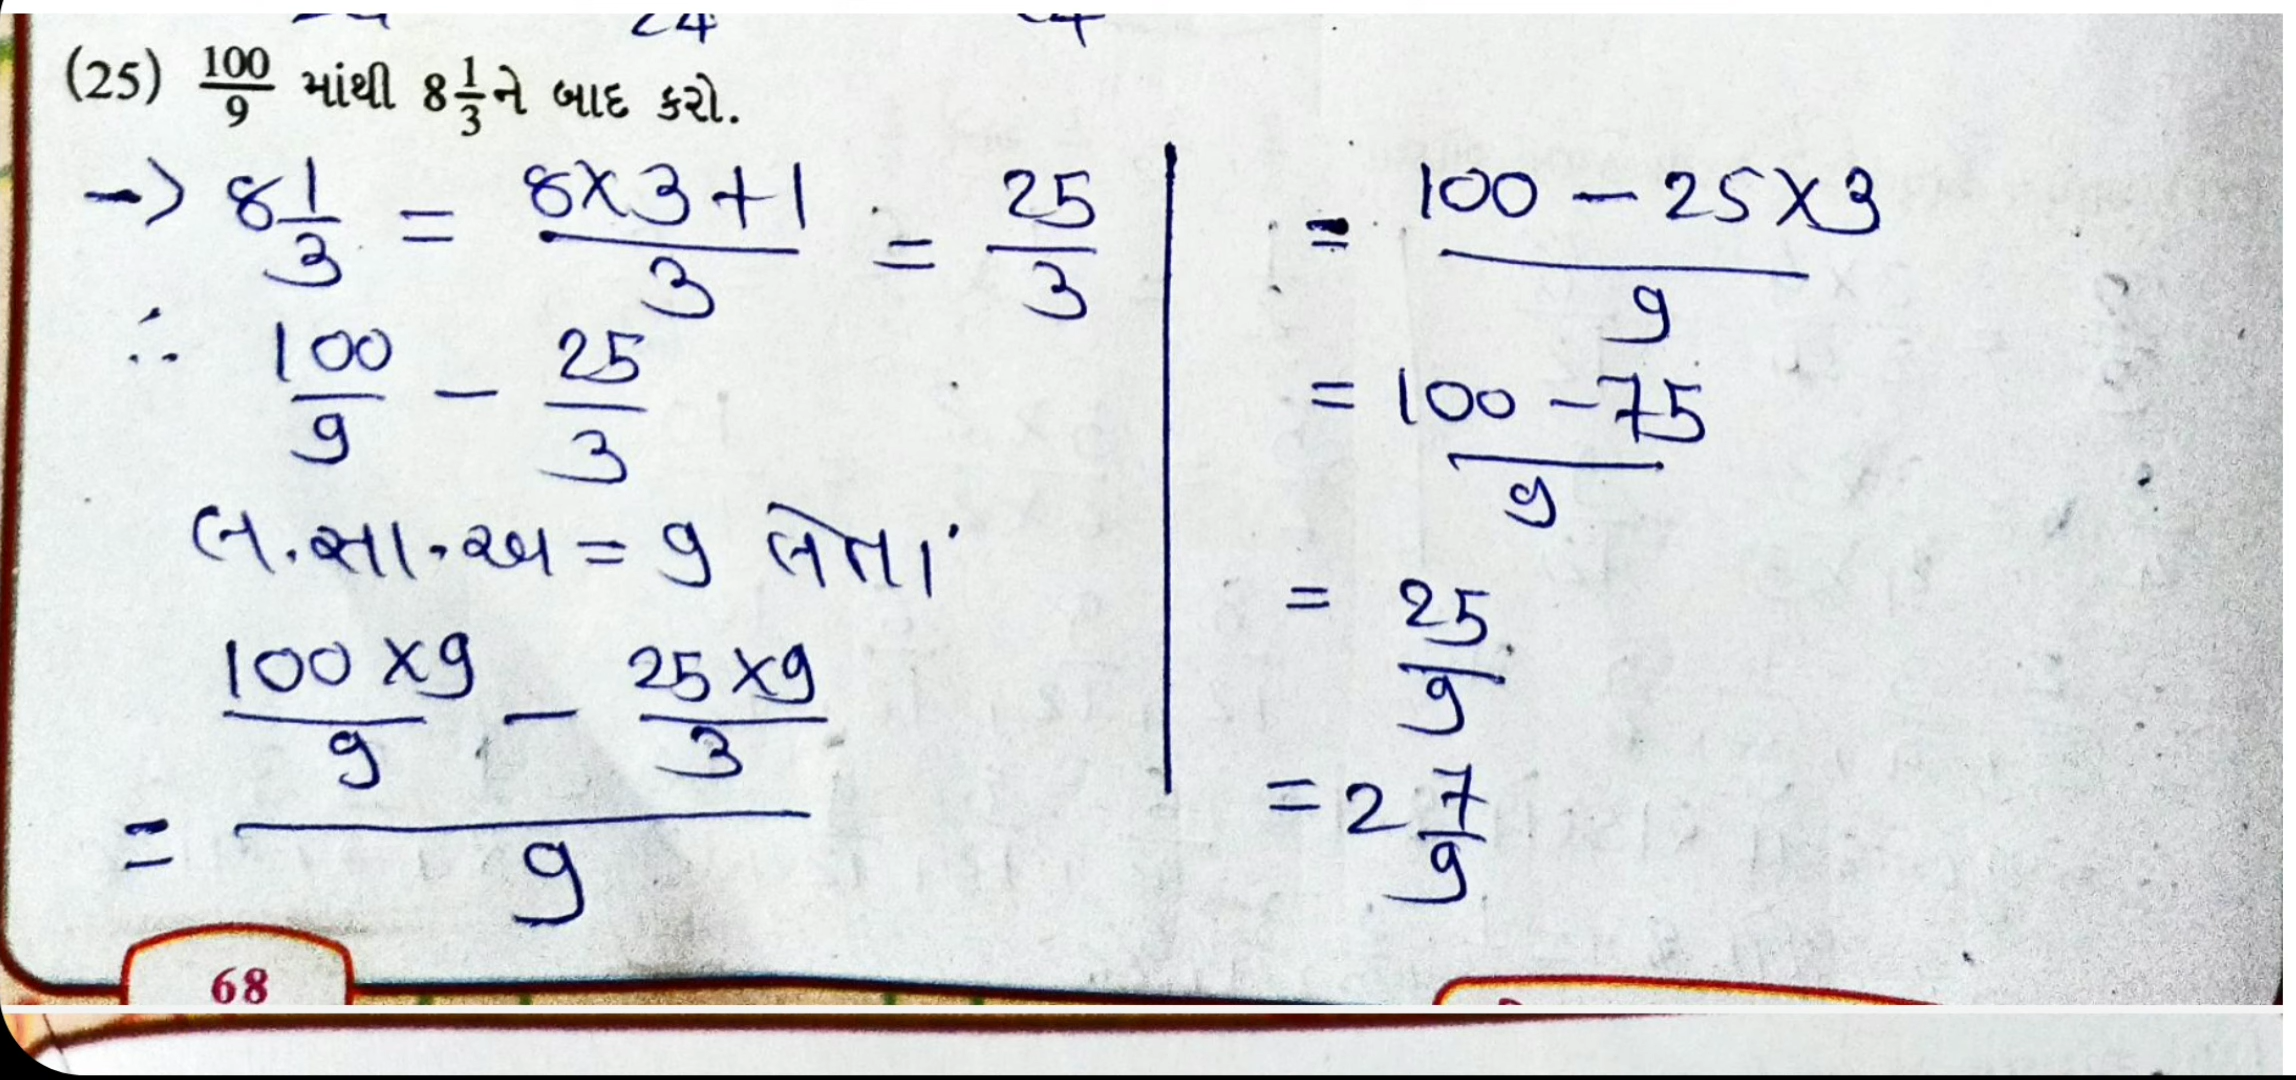 (25) 100/9 માંથી 8 1/3 ને બાદ કરો.
→ 8 1/3 = (8×3+1)/3 = 25/3
∴ 100/9 − 25/3
લ.સા.અ = 9 લેતાં
= (100×9/9 − 25×9/3)/9
= (100 − 25×3)/9
= (100 − 75)/9
= 25/9
= 2 7/9
68